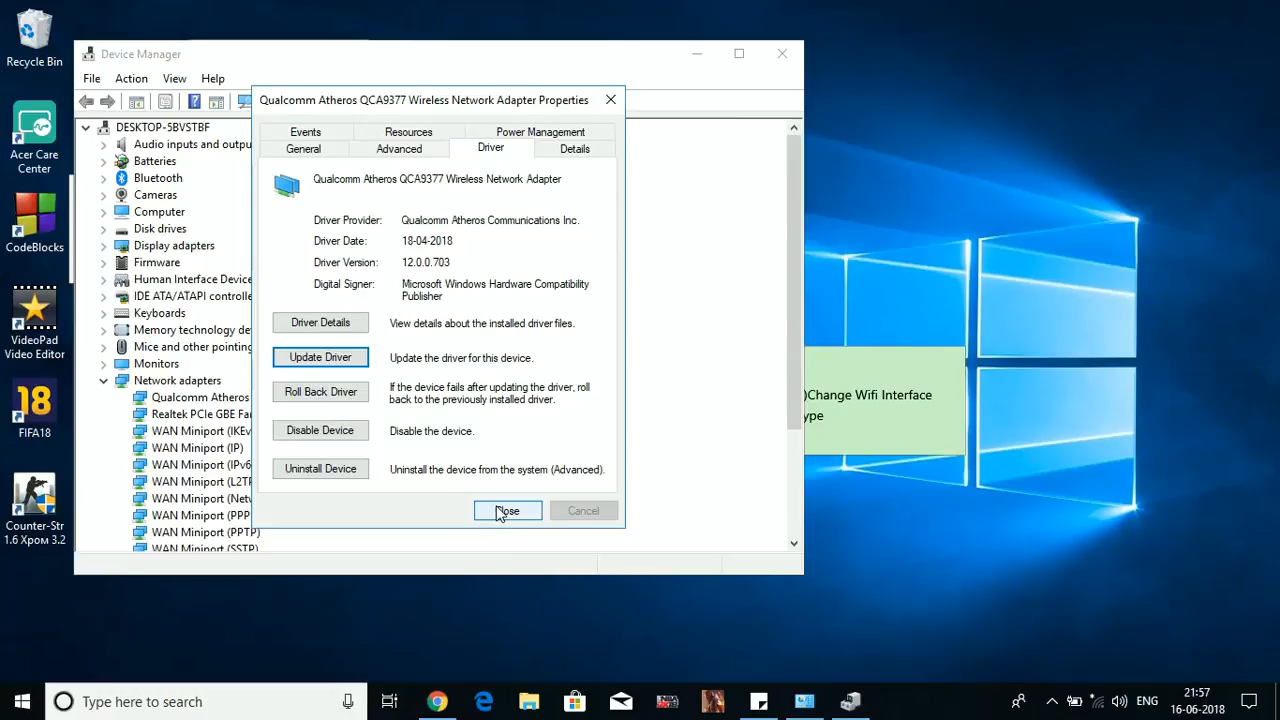 Recycle Bin
Acer Care
Center
CodeBlocks
VideoPad
Video Editor
18
FIFA18
Counter-Str
1.6 Хром 3.2
Device Manager
File Action View Help
DESKTOP-5BVSTBF
Audio inputs and outpu
Batteries
Bluetooth
Cameras
Computer
Disk drives
Display adapters
Firmware
Human Interface Device
IDE ATA/ATAPI controlle
Keyboards
Memory technology de
Mice and other pointing
Monitors
Network adapters
Qualcomm Atheros
Realtek PCIe GBE Fam
WAN Miniport (IKEv
WAN Miniport (IP)
WAN Miniport (IPv6
WAN Miniport (L2TP
WAN Miniport (Netw
WAN Miniport (PPP
WAN Miniport (PPTP)
WAN Miniport (SSTP)
Qualcomm Atheros QCA9377 Wireless Network Adapter Properties
Events Resources Power Management
General Advanced Driver Details
Qualcomm Atheros QCA9377 Wireless Network Adapter
Driver Provider: Qualcomm Atheros Communications Inc.
Driver Date: 18-04-2018
Driver Version: 12.0.0.703
Digital Signer: Microsoft Windows Hardware Compatibility
Publisher
Driver Details View details about the installed driver files.
Update Driver Update the driver for this device.
Roll Back Driver If the device fails after updating the driver, roll
back to the previously installed driver.
Disable Device Disable the device.
Uninstall Device Uninstall the device from the system (Advanced).
Close Cancel
)Change Wifi Interface
ype
Type here to search
ENG
21:57
16-06-2018